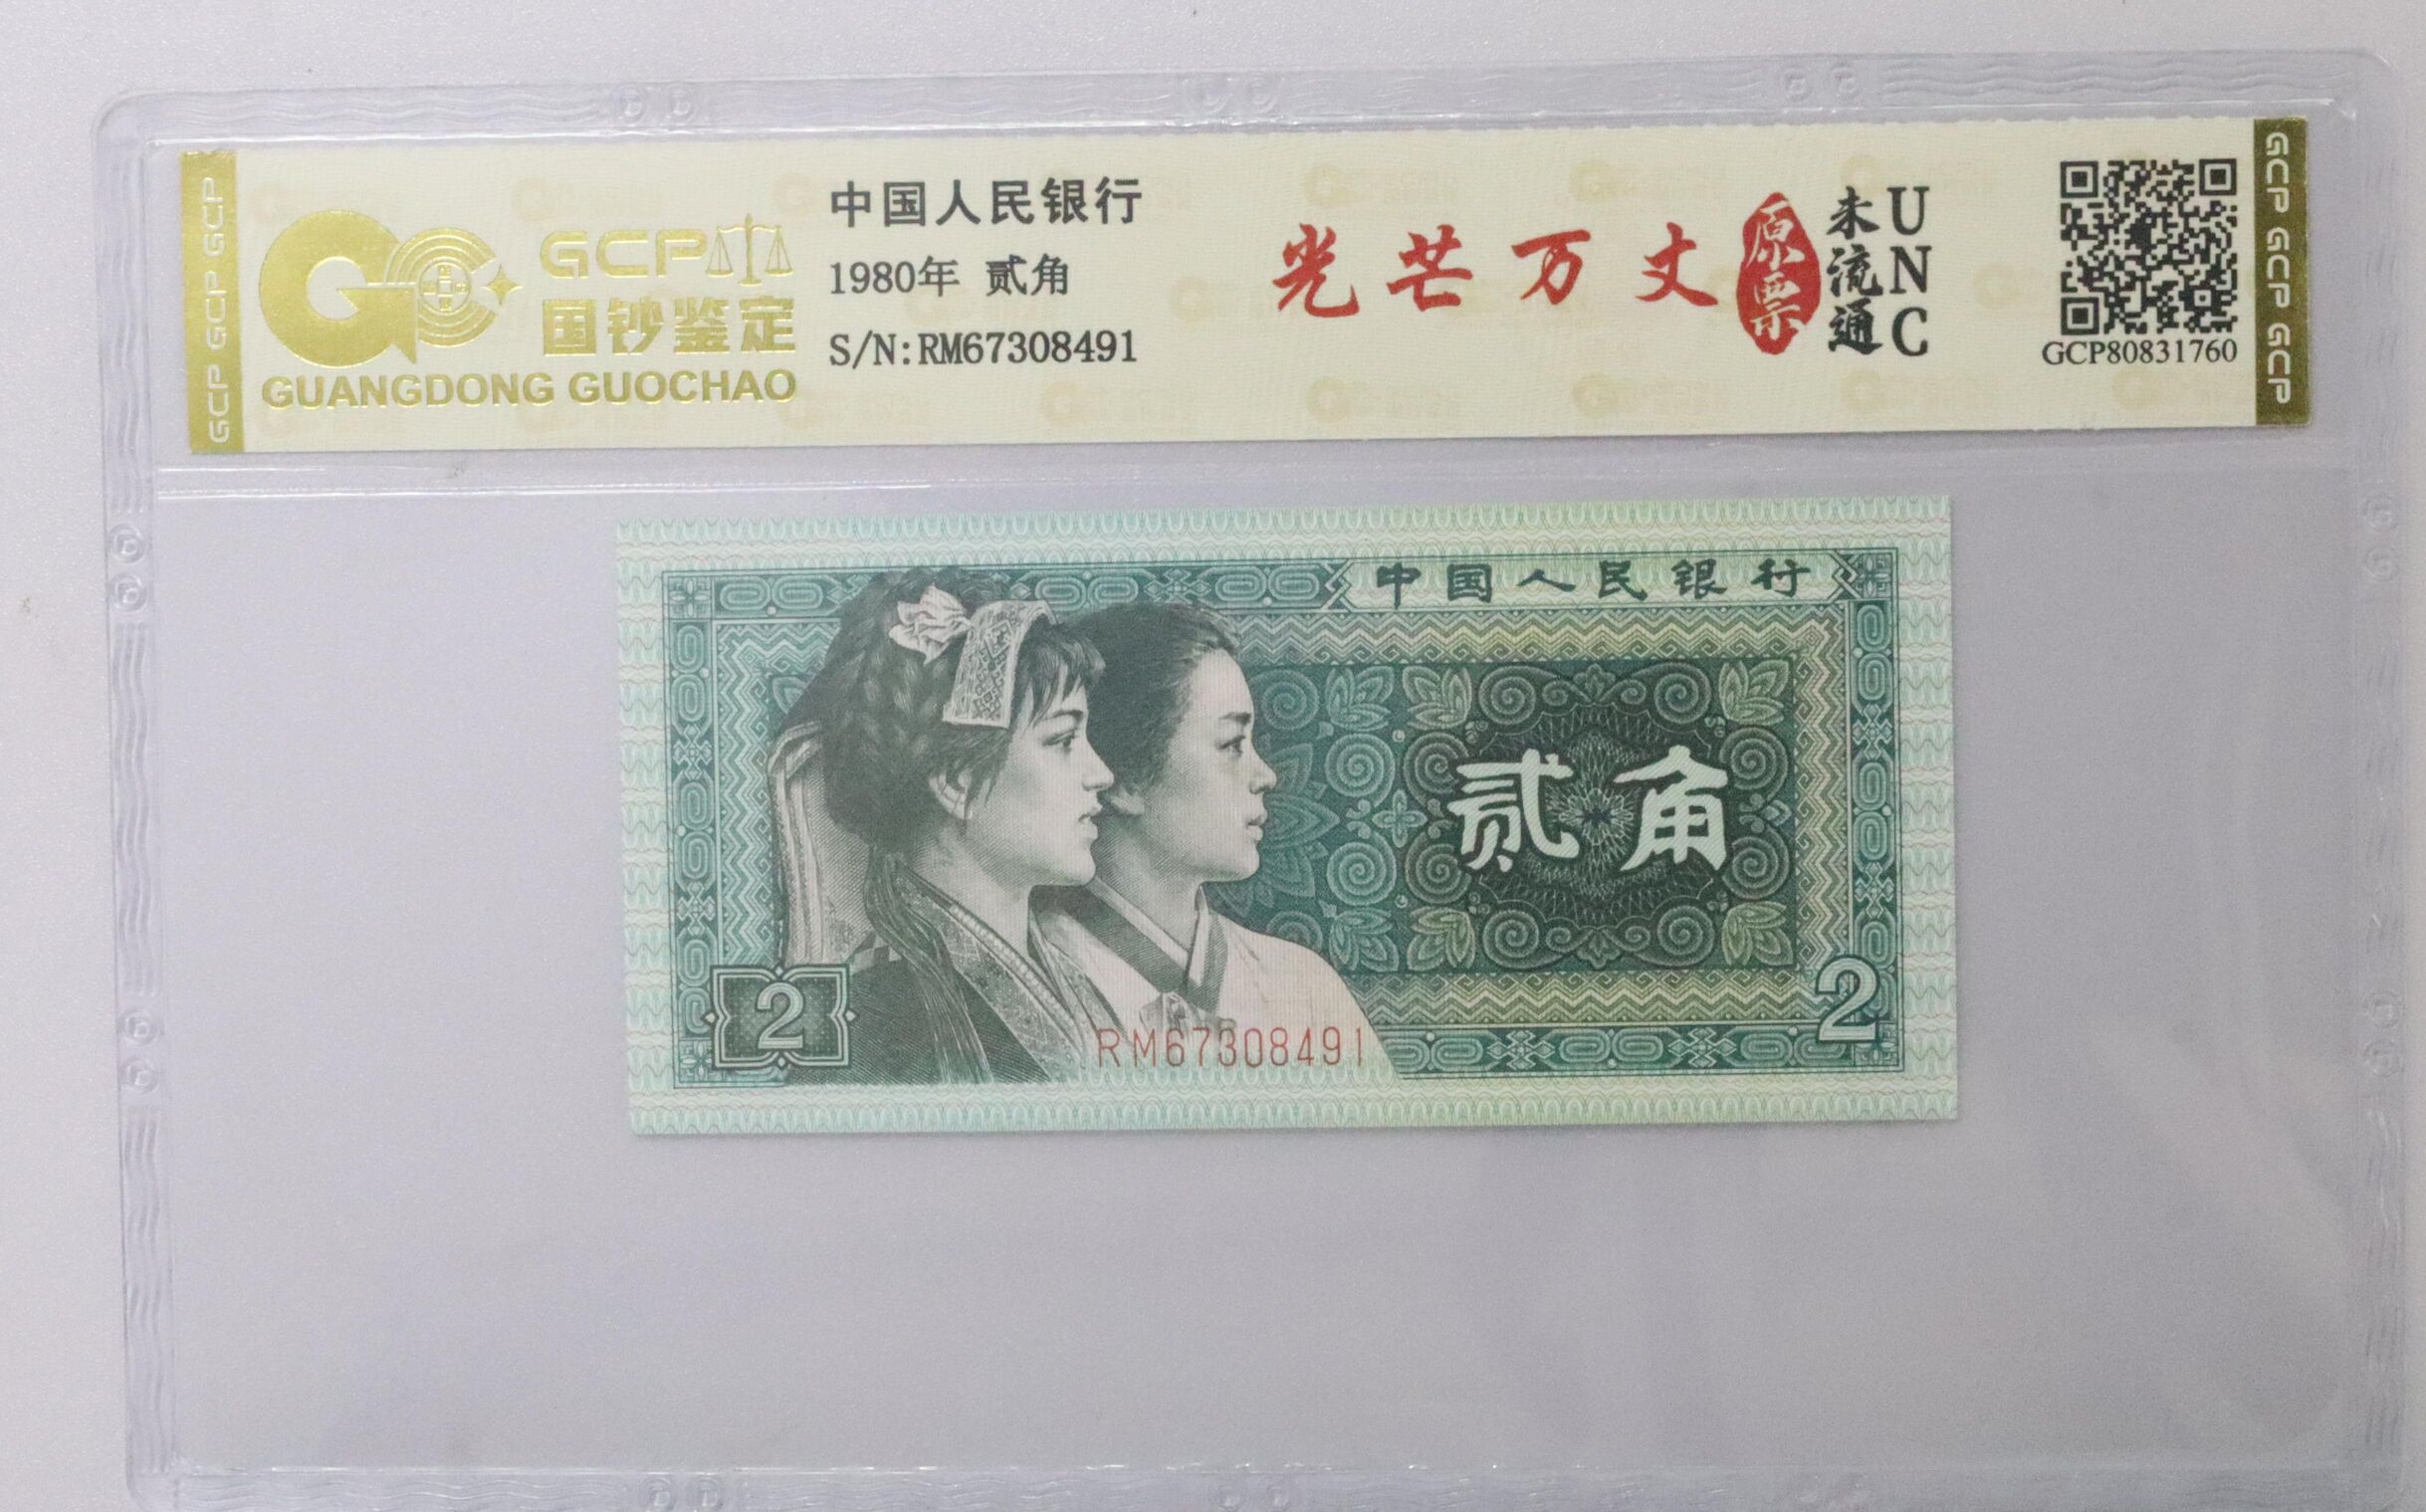 GCP GCP GCP
GCP
国钞鉴定
GUANGDONG GUOCHAO
中国人民银行
1980年 贰角
S/N:RM67308491
光芒万丈
原票
未流通
UNC
GCP80831760
GCP GCP GCP
中国人民银行
贰角
2
2
RM67308491